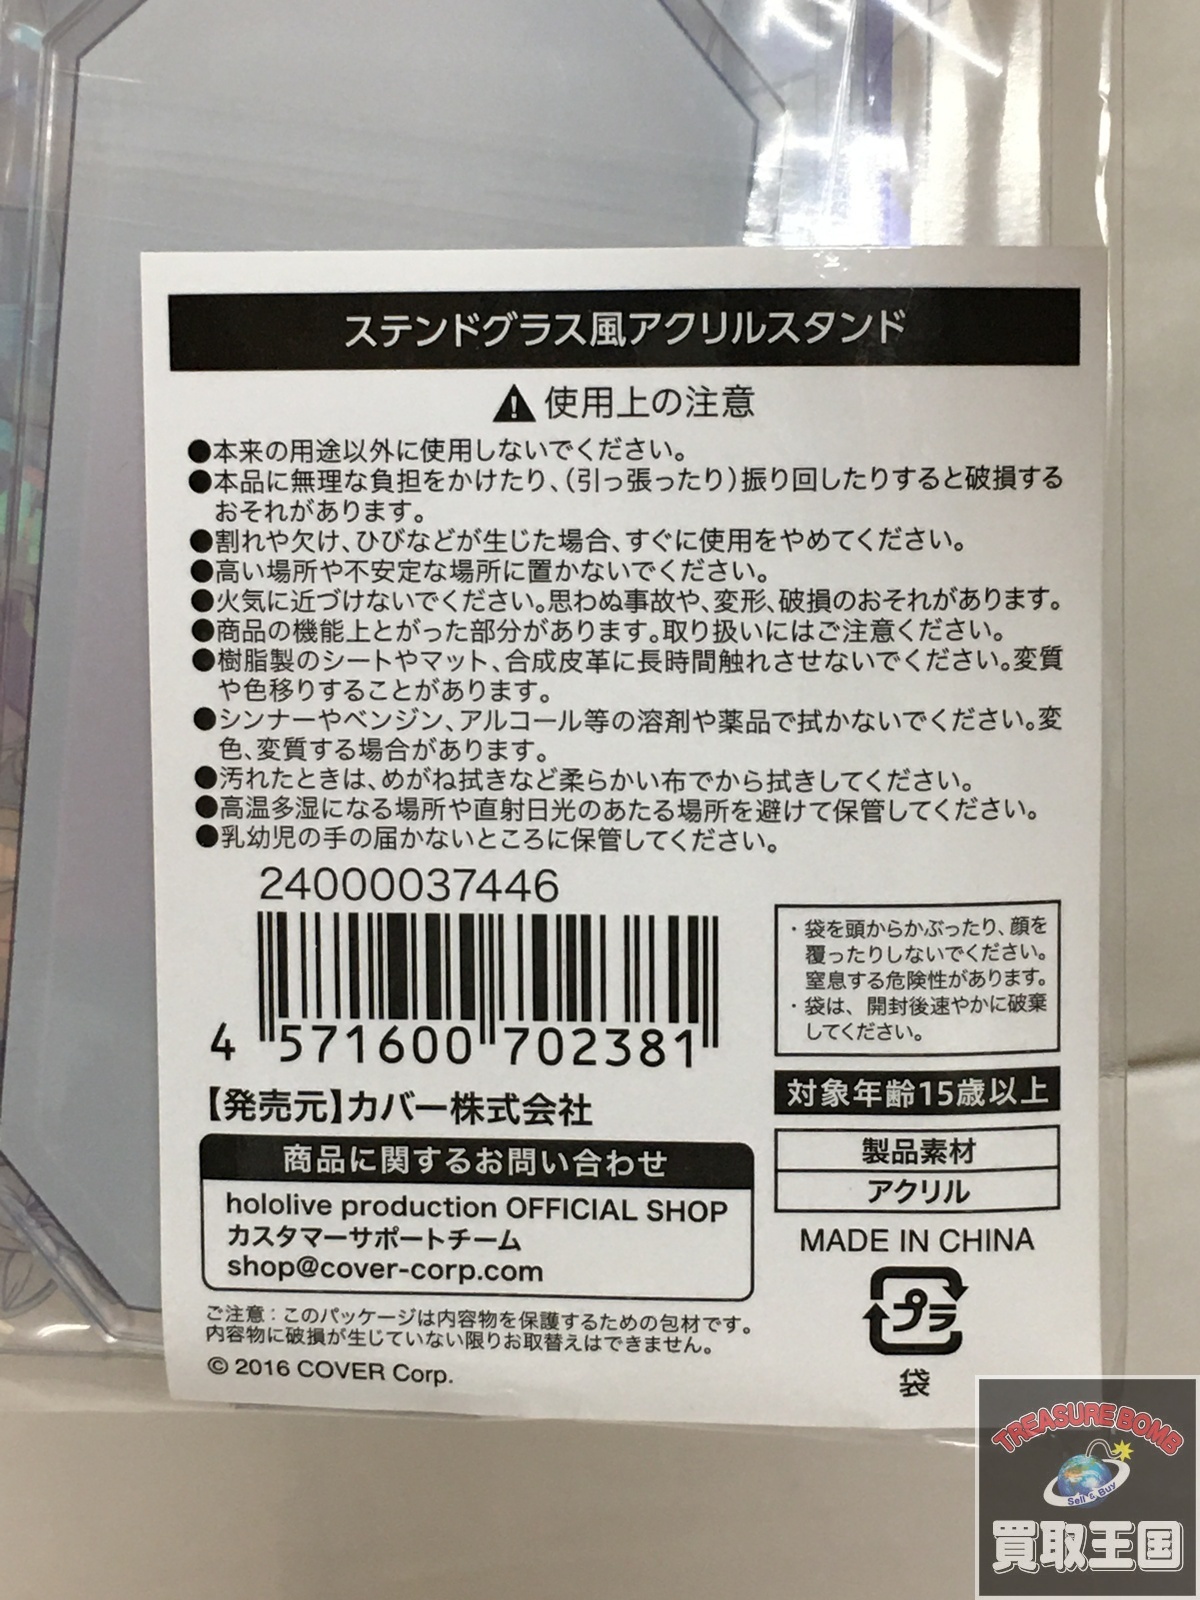 ステンドグラス風アクリルスタンド
使用上の注意
●本来の用途以外に使用しないでください。
●本品に無理な負担をかけたり、(引っ張ったり)振り回したりすると破損する
おそれがあります。
●割れや欠け、ひびなどが生じた場合、すぐに使用をやめてください。
●高い場所や不安定な場所に置かないでください。
●火気に近づけないでください。思わぬ事故や、変形、破損のおそれがあります。
●商品の機能上とがった部分があります。取り扱いにはご注意ください。
●樹脂製のシートやマット、合成皮革に長時間触れさせないでください。変質
や色移りすることがあります。
●シンナーやベンジン、アルコール等の溶剤や薬品で拭かないでください。変
色、変質する場合があります。
●汚れたときは、めがね拭きなど柔らかい布でから拭きしてください。
●高温多湿になる場所や直射日光のあたる場所を避けて保管してください。
●乳幼児の手の届かないところに保管してください。
24000037446
4 571600 702381
【発売元】カバー株式会社
商品に関するお問い合わせ
hololive production OFFICIAL SHOP
カスタマーサポートチーム
shop@cover-corp.com
ご注意：このパッケージは内容物を保護するための包材です。
内容物に破損が生じていない限りお取替えはできません。
© 2016 COVER Corp.
・袋を頭からかぶったり、顔を
覆ったりしないでください。
窒息する危険性があります。
・袋は、開封後速やかに破棄
してください。
対象年齢15歳以上
製品素材
アクリル
MADE IN CHINA
プラ
袋
TREASURE BOMB
Sell & Buy
買取王国